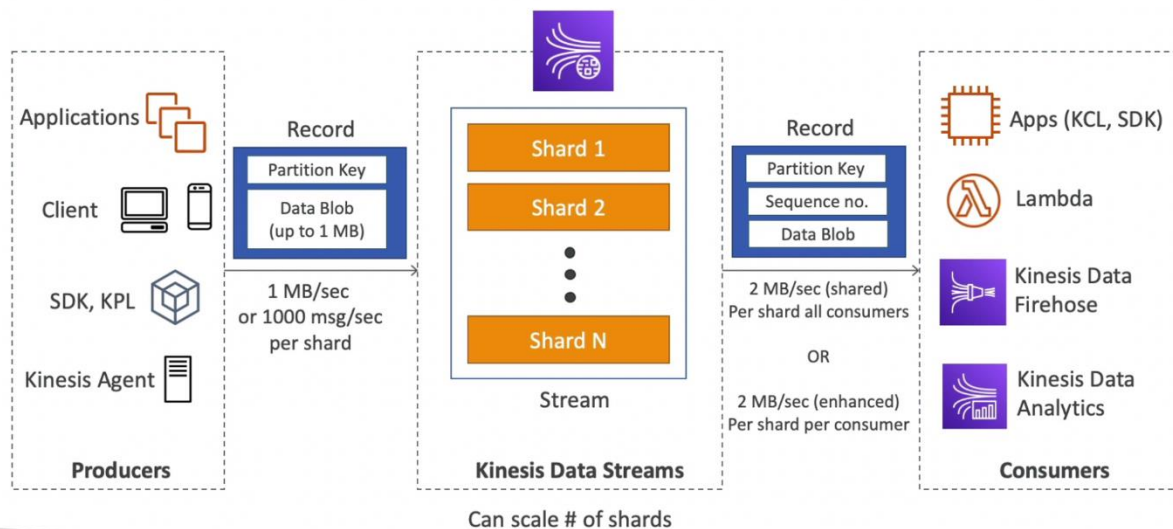 Applications
Client
SDK, KPL
Kinesis Agent
Producers
Record
Partition Key
Data Blob
(up to 1 MB)
1 MB/sec
or 1000 msg/sec
per shard
Shard 1
Shard 2
Shard N
Stream
Kinesis Data Streams
Can scale # of shards
Record
Partition Key
Sequence no.
Data Blob
2 MB/sec (shared)
Per shard all consumers
OR
2 MB/sec (enhanced)
Per shard per consumer
Apps (KCL, SDK)
Lambda
Kinesis Data
Firehose
Kinesis Data
Analytics
Consumers